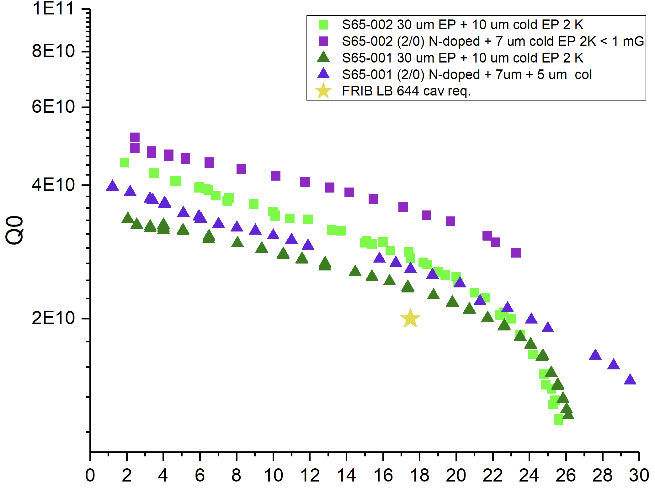 1E11
8E10
6E10
4E10
2E10
Q0
S65-002 30 um EP + 10 um cold EP 2 K
S65-002 (2/0) N-doped + 7 um cold EP 2K < 1 mG
S65-001 30 um EP + 10 um cold EP 2 K
S65-001 (2/0) N-doped + 7um + 5 um col
FRIB LB 644 cav req.
0 2 4 6 8 10 12 14 16 18 20 22 24 26 28 30